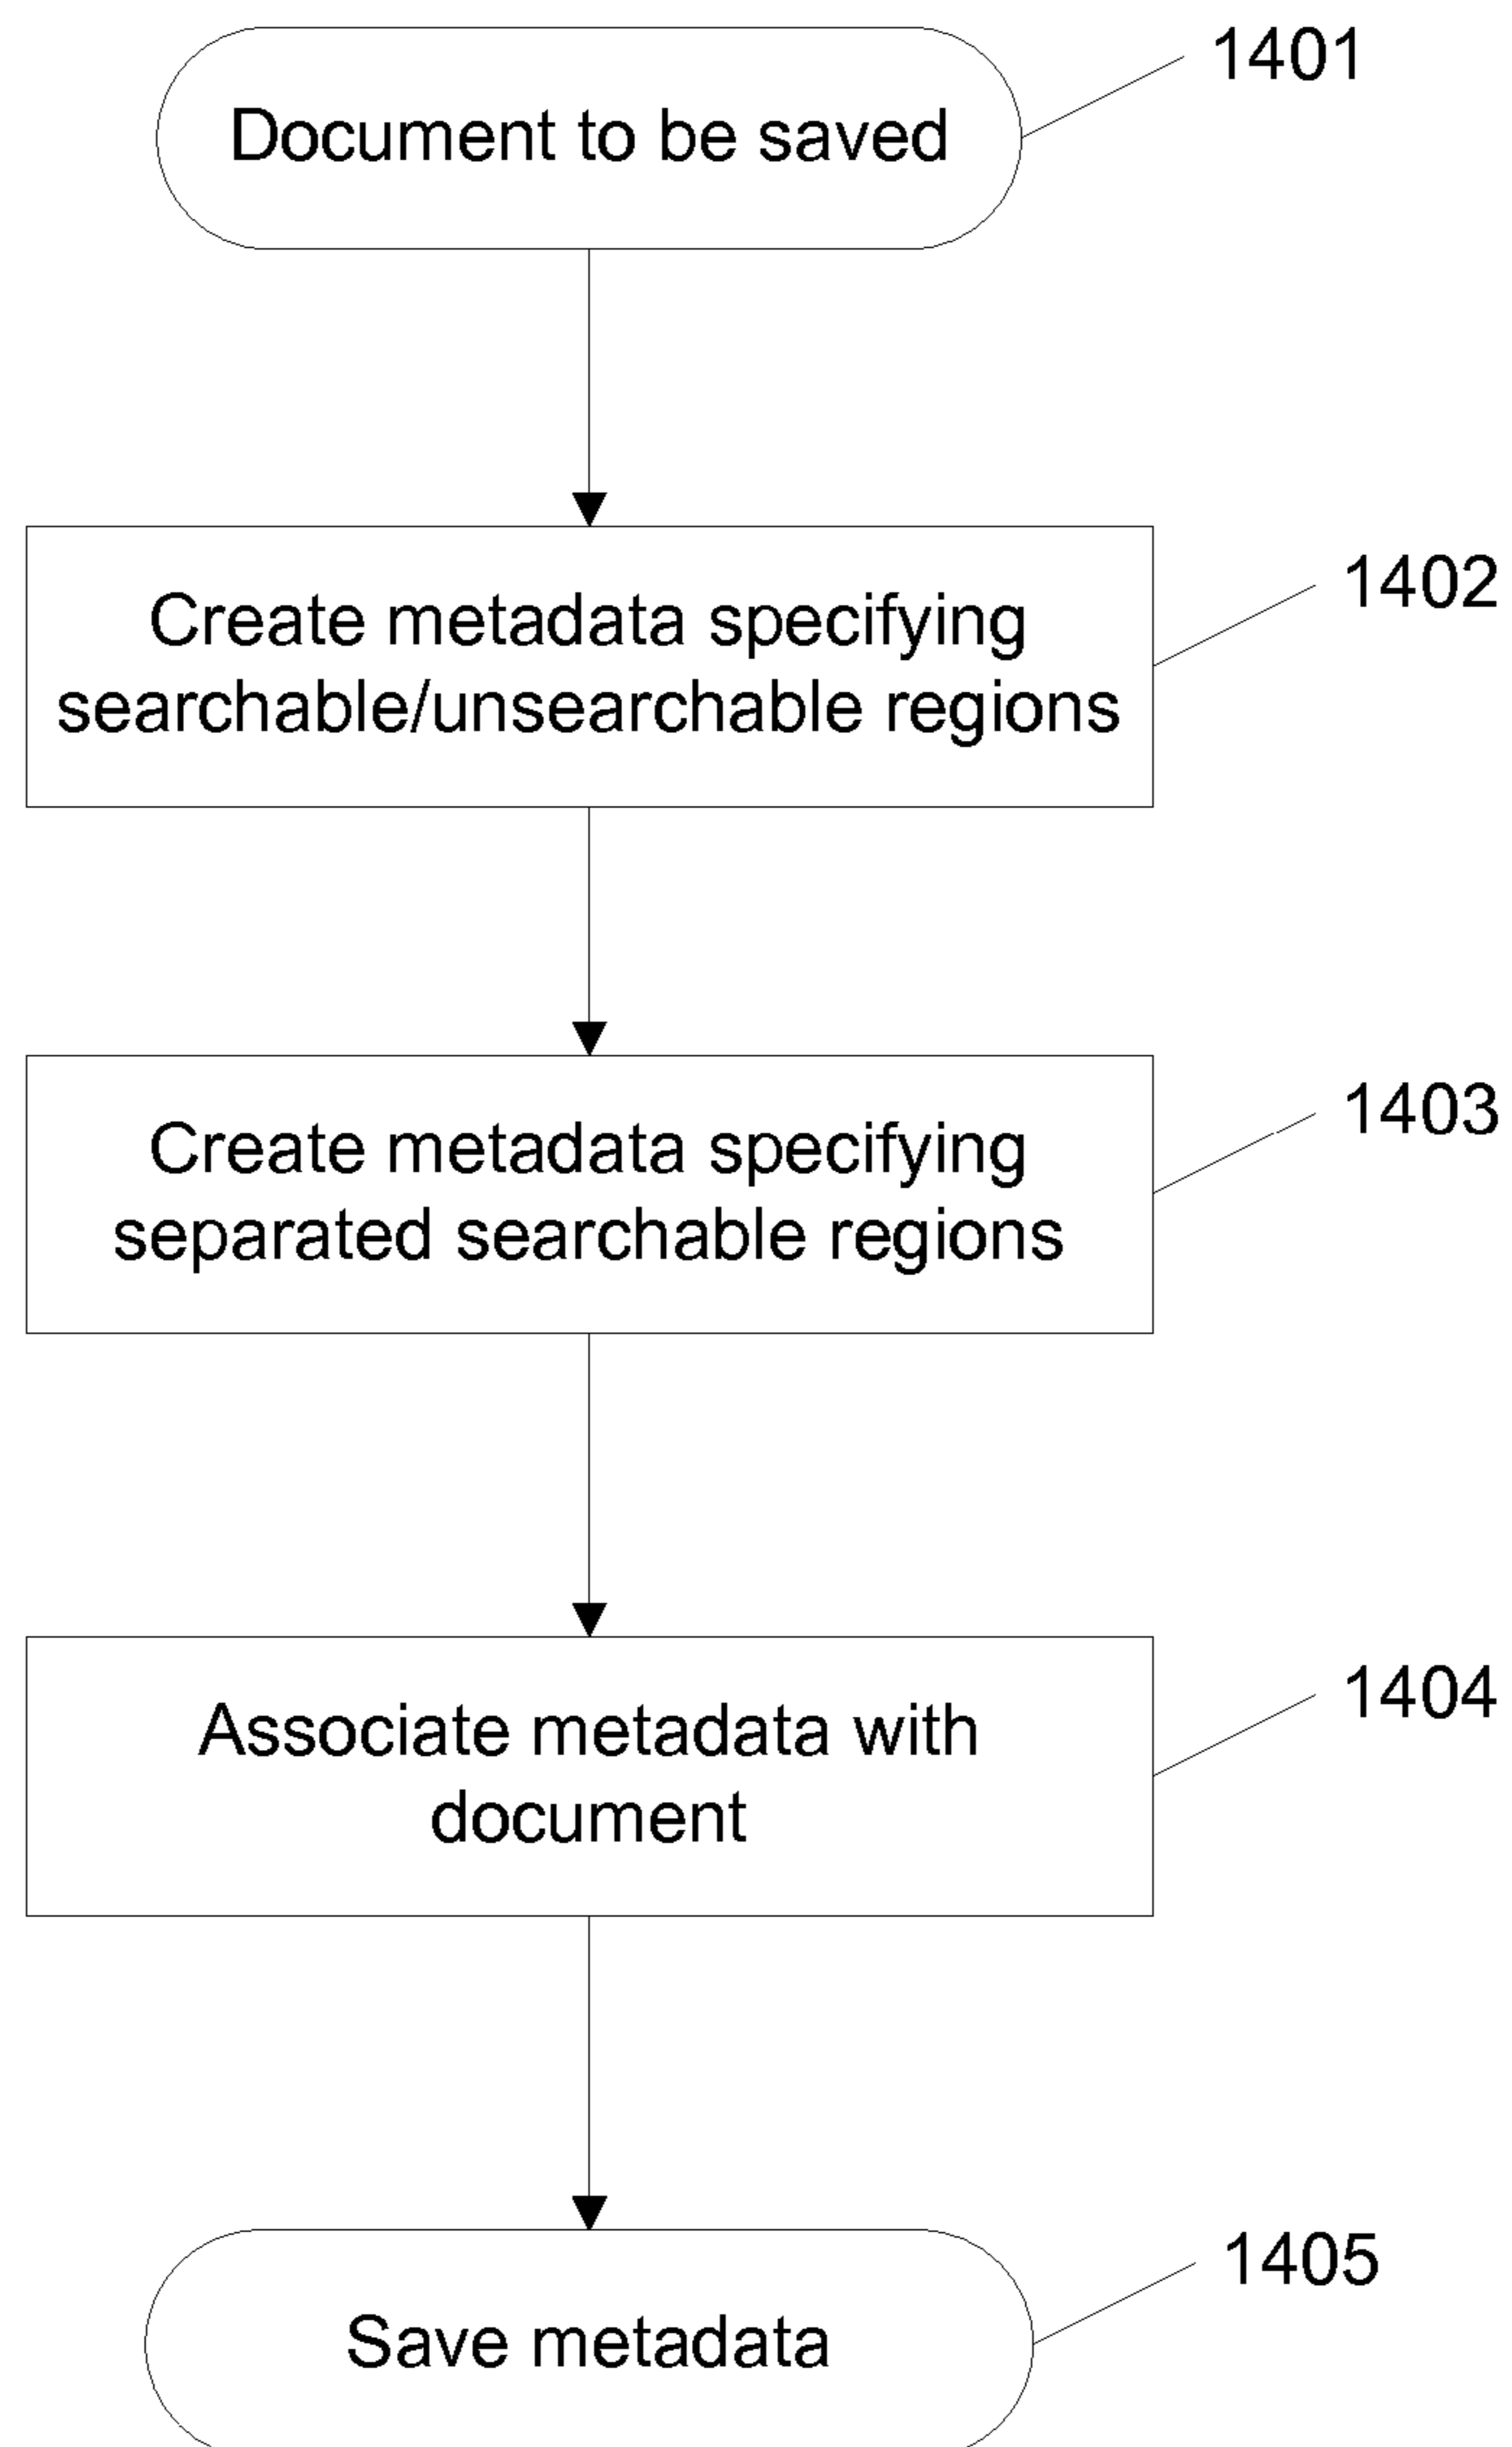 Document to be saved
1401
Create metadata specifying
searchable/unsearchable regions
1402
Create metadata specifying
separated searchable regions
1403
Associate metadata with
document
1404
Save metadata
1405